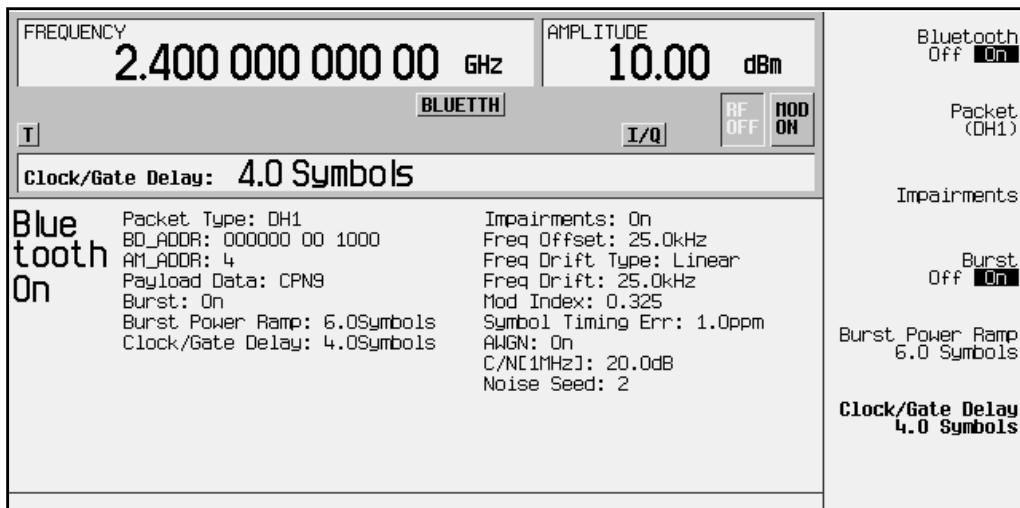 FREQUENCY
2.400 000 000 00 GHz
AMPLITUDE
10.00 dBm
BLUETTH
T
I/Q
RF OFF
MOD ON
Clock/Gate Delay: 4.0 Symbols
Blue
tooth
On
Packet Type: DH1
BD_ADDR: 000000 00 1000
AM_ADDR: 4
Payload Data: CPN9
Burst: On
Burst Power Ramp: 6.0Symbols
Clock/Gate Delay: 4.0Symbols
Impairments: On
Freq Offset: 25.0kHz
Freq Drift Type: Linear
Freq Drift: 25.0kHz
Mod Index: 0.325
Symbol Timing Err: 1.0ppm
AWGN: On
C/N[1MHz]: 20.0dB
Noise Seed: 2
Bluetooth
Off On
Packet
(DH1)
Impairments
Burst
Off On
Burst Power Ramp
6.0 Symbols
Clock/Gate Delay
4.0 Symbols